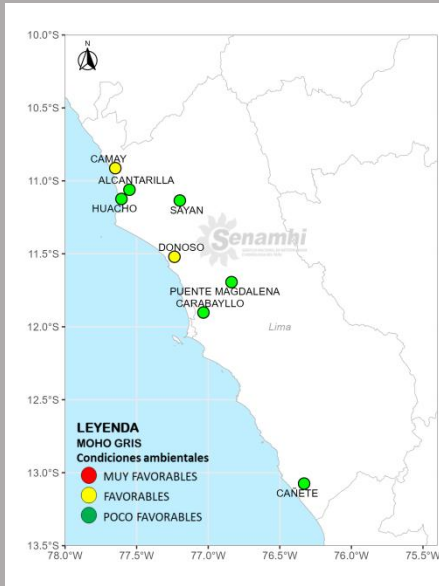 10.0°S
N
10.5°S
CAMAY
11.0°S
ALCANTARILLA
HUACHO
SAYAN
Senamhi
11.5°S
DONOSO
PUENTE MAGDALENA
CARABAYLLO
12.0°S
Lima
12.5°S
LEYENDA
MOHO GRIS
Condiciones ambientales
13.0°S
MUY FAVORABLES
CAÑETE
FAVORABLES
POCO FAVORABLES
13.5°S
78.0°W 77.5°W 77.0°W 76.5°W 76.0°W 75.5°W